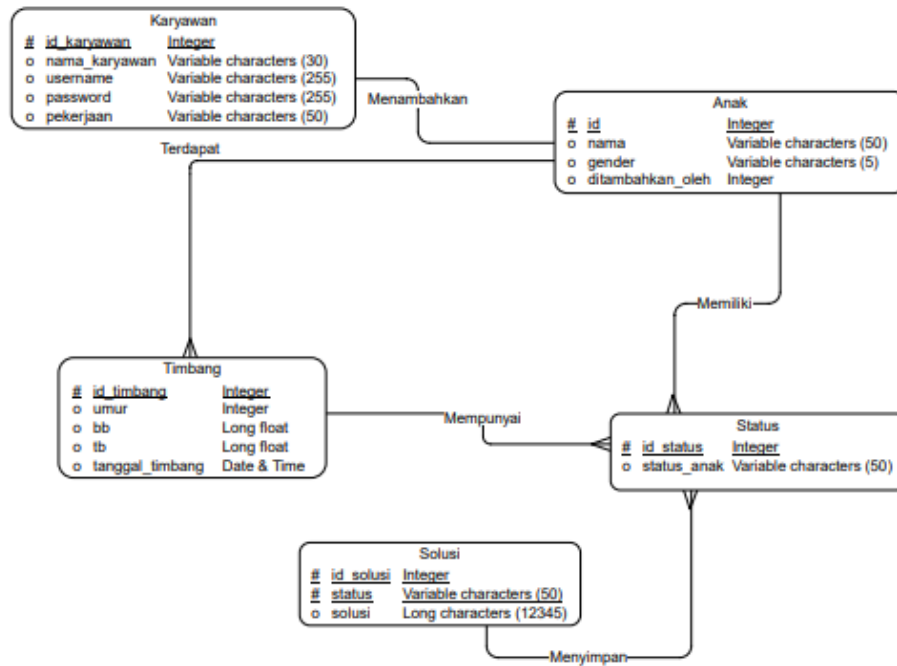 Karyawan
# id_karyawan Integer
o nama_karyawan Variable characters (30)
o username Variable characters (255)
o password Variable characters (255)
o pekerjaan Variable characters (50)
Menambahkan
Anak
# id Integer
o nama Variable characters (50)
o gender Variable characters (5)
o ditambahkan_oleh Integer
Terdapat
Memiliki
Timbang
# id_timbang Integer
o umur Integer
o bb Long float
o tb Long float
o tanggal_timbang Date & Time
Mempunyai
Status
# id_status Integer
o status_anak Variable characters (50)
Solusi
# id_solusi Integer
# status Variable characters (50)
o solusi Long characters (12345)
Menyimpan